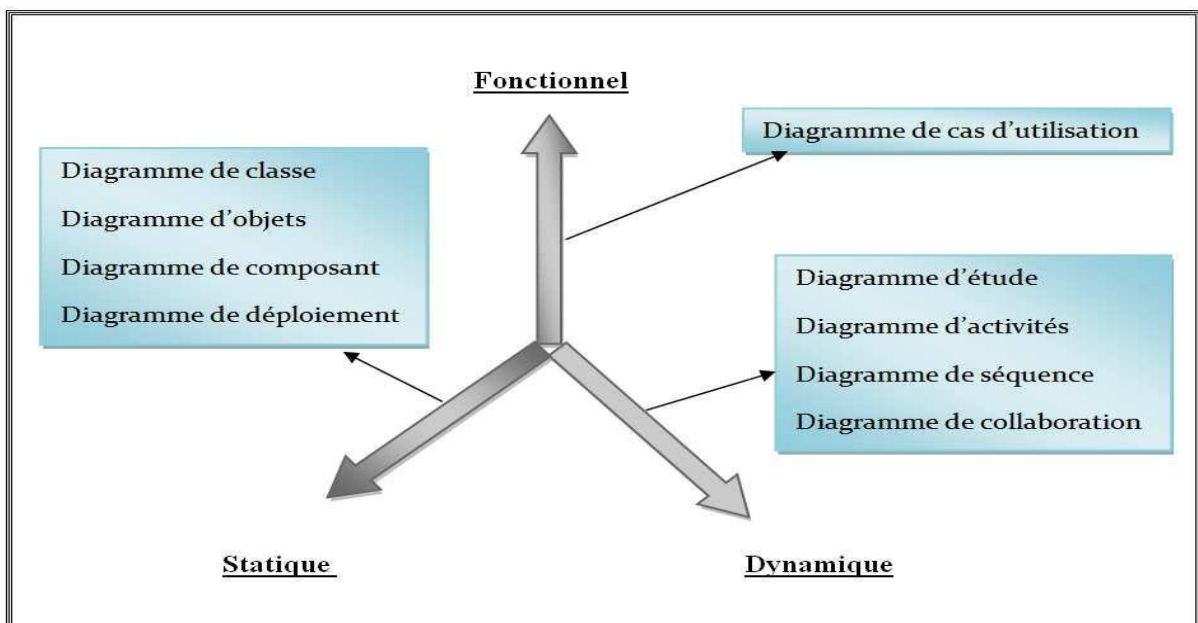 Fonctionnel
Diagramme de cas d'utilisation
Diagramme de classe
Diagramme d'objets
Diagramme de composant
Diagramme de déploiement
Diagramme d'étude
Diagramme d'activités
Diagramme de séquence
Diagramme de collaboration
Statique
Dynamique